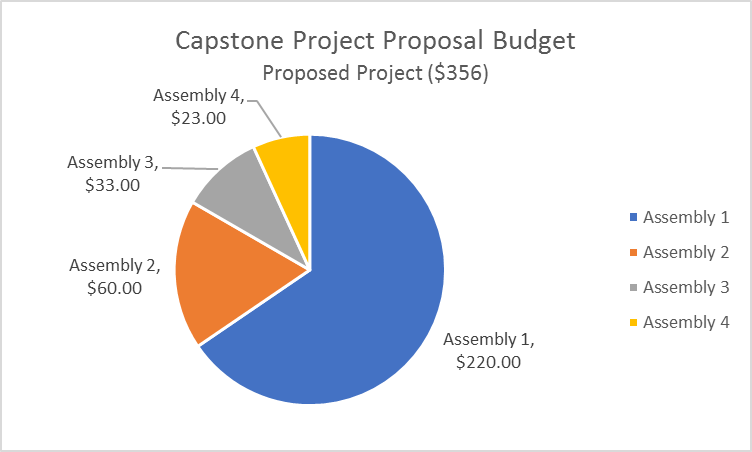 Capstone Project Proposal Budget
Proposed Project ($356)
Assembly 4,
$23.00
Assembly 3,
$33.00
Assembly 2,
$60.00
Assembly 1,
$220.00
Assembly 1
Assembly 2
Assembly 3
Assembly 4